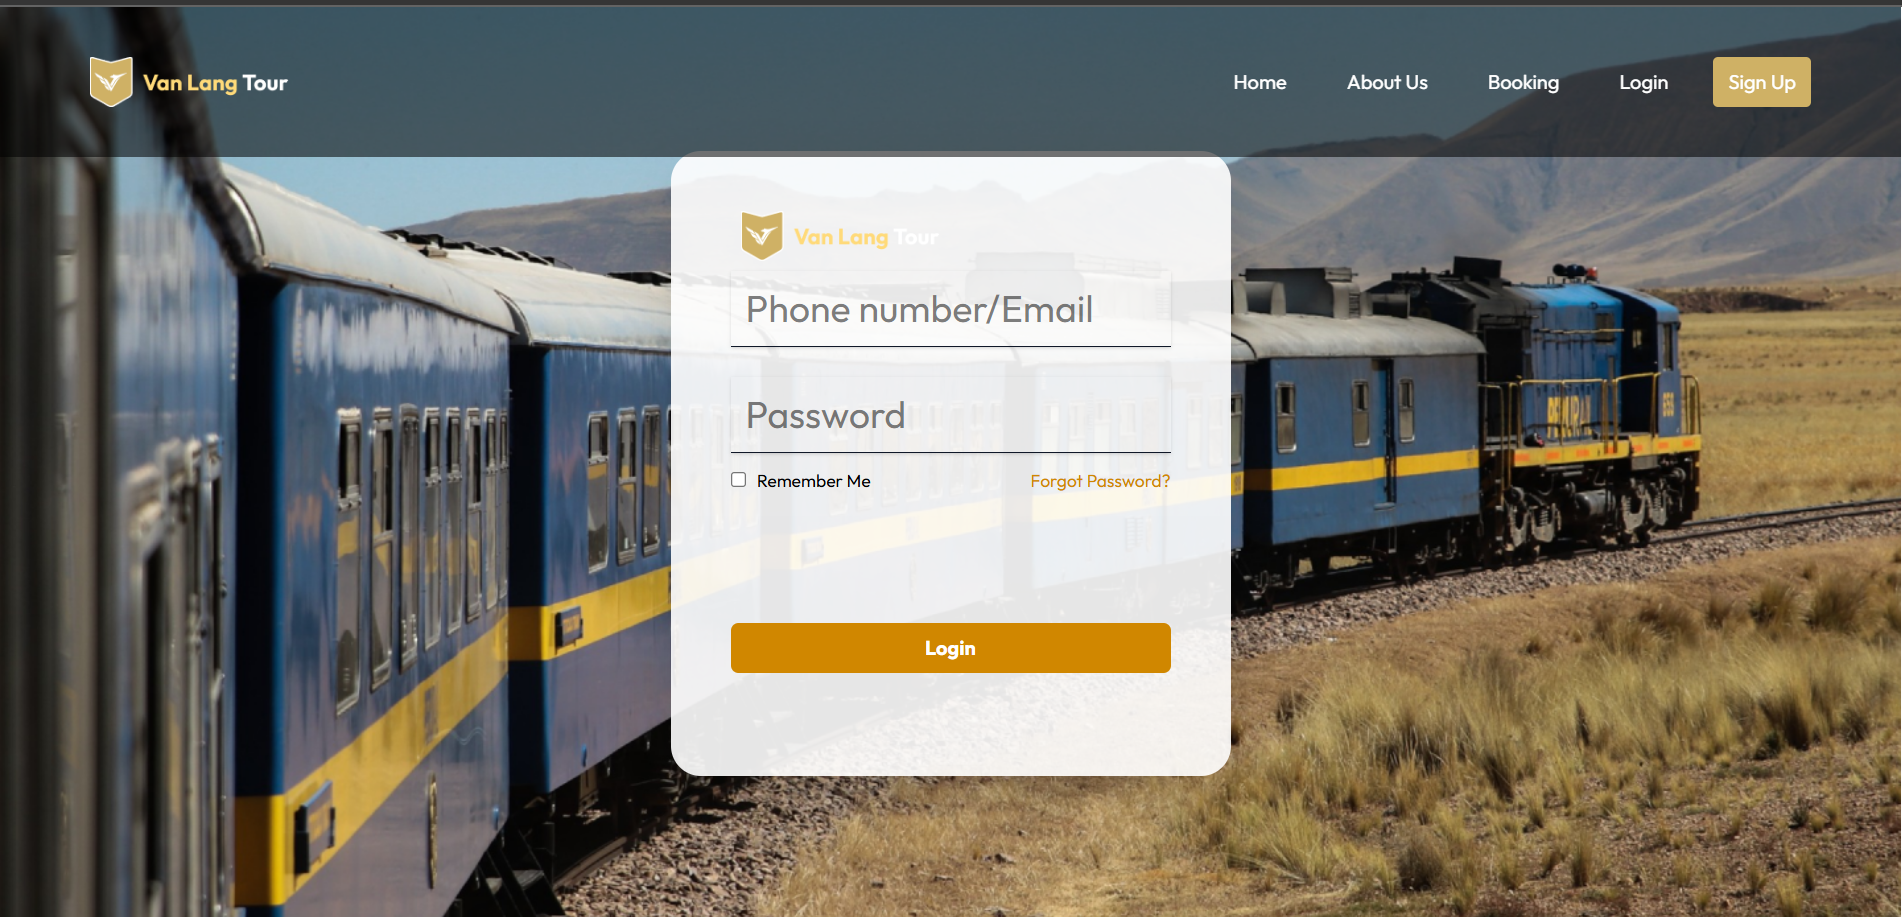 Van Lang Tour
Home About Us Booking Login Sign Up
Van Lang Tour
Phone number/Email
Password
Remember Me Forgot Password?
Login